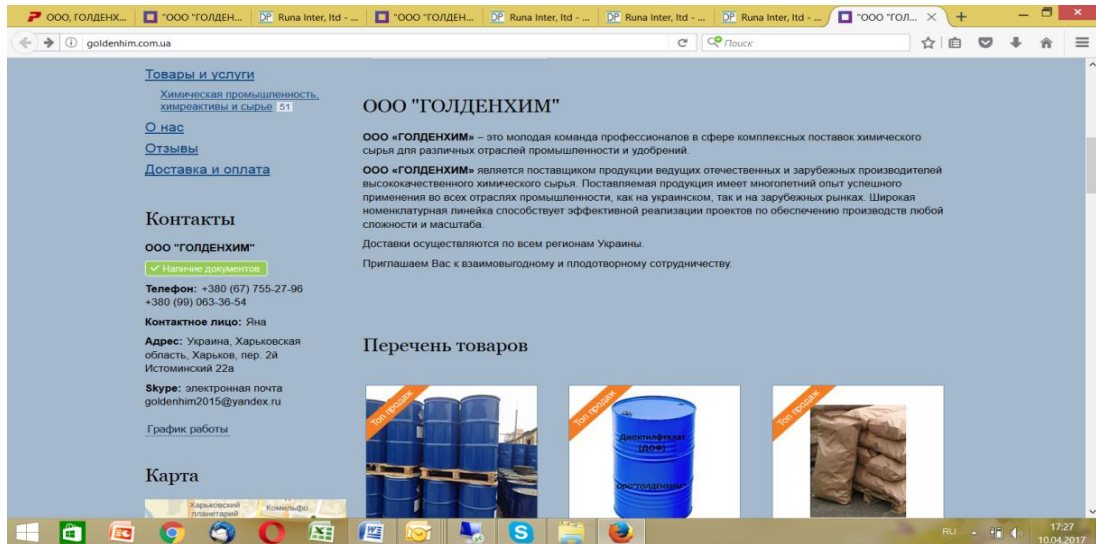 ООО, ГОЛДЕНХ...
"ООО "ГОЛДЕН...
Runa Inter, ltd - ...
"ООО "ГОЛДЕН...
Runa Inter, ltd - ...
Runa Inter, ltd - ...
Runa Inter, ltd - ...
"ООО "ГОЛ...
goldenhim.com.ua
Поиск
Товары и услуги
Химическая промышленность,
химреактивы и сырье 51
О нас
Отзывы
Доставка и оплата
Контакты
ООО "ГОЛДЕНХИМ"
Наличие документов
Телефон: +380 (67) 755-27-96
+380 (99) 063-36-54
Контактное лицо: Яна
Адрес: Украина, Харьковская
область, Харьков, пер. 2й
Истоминский 22а
Skype: электронная почта
goldenhim2015@yandex.ru
График работы
Карта
Харьковский
планетарий
Комильфо
ООО "ГОЛДЕНХИМ"
ООО «ГОЛДЕНХИМ» – это молодая команда профессионалов в сфере комплексных поставок химического
сырья для различных отраслей промышленности и удобрений.
ООО «ГОЛДЕНХИМ» является поставщиком продукции ведущих отечественных и зарубежных производителей
высококачественного химического сырья. Поставляемая продукция имеет многолетний опыт успешного
применения во всех отраслях промышленности, как на украинском, так и на зарубежных рынках. Широкая
номенклатурная линейка способствует эффективной реализации проектов по обеспечению производств любой
сложности и масштаба.
Доставки осуществляются по всем регионам Украины.
Приглашаем Вас к взаимовыгодному и плодотворному сотрудничеству.
Перечень товаров
Топ продаж
Топ продаж
Диоктилфталат
(ДОФ)
ООО"ГОЛДЕНХИМ"
Топ продаж
RU
17:27
10.04.2017